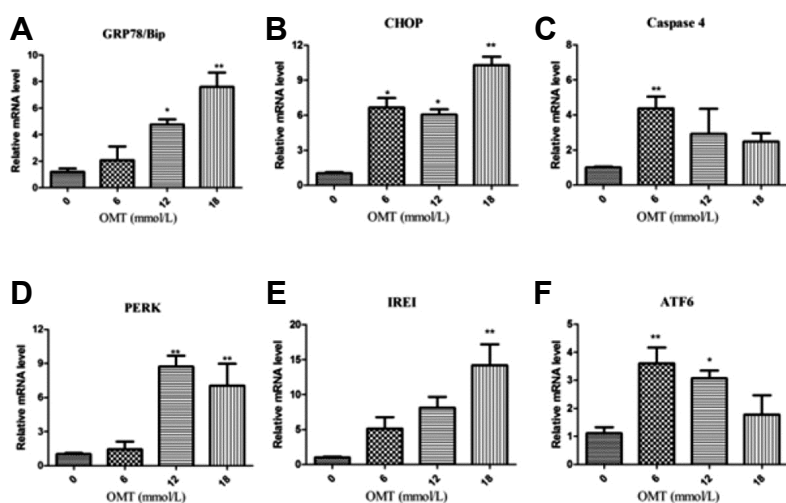 A
GRP78/Bip
Relative mRNA level
10
8
6
4
2
0
*
**
0 6 12 18
OMT (mmol/L)
B
CHOP
Relative mRNA level
12
9
6
3
0
*
*
**
0 6 12 18
OMT (mmol/L)
C
Caspase 4
Relative mRNA level
8
6
4
2
0
**
0 6 12 18
OMT (mmol/L)
D
PERK
Relative mRNA level
12
9
6
3
0
**
**
0 6 12 18
OMT (mmol/L)
E
IREI
Relative mRNA level
20
15
10
5
0
**
0 6 12 18
OMT (mmol/L)
F
ATF6
Relative mRNA level
5
4
3
2
1
0
**
*
0 6 12 18
OMT (mmol/L)